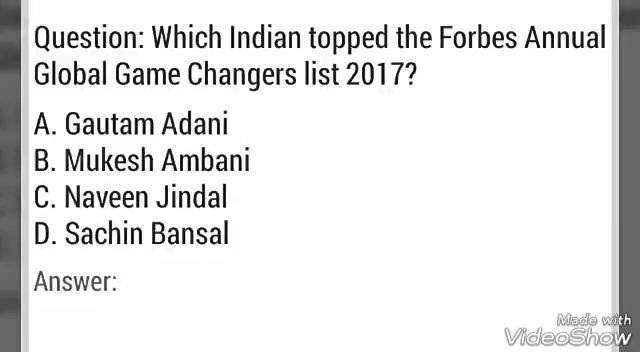 Question: Which Indian topped the Forbes Annual
Global Game Changers list 2017?
A. Gautam Adani
B. Mukesh Ambani
C. Naveen Jindal
D. Sachin Bansal
Answer:
Made with
VideoShow